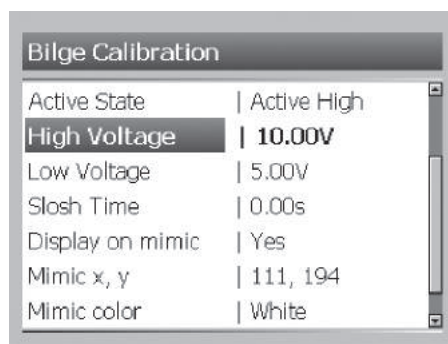 Bilge Calibration
Active State | Active High
High Voltage | 10.00V
Low Voltage | 5.00V
Slosh Time | 0.00s
Display on mimic | Yes
Mimic x, y | 111, 194
Mimic color | White